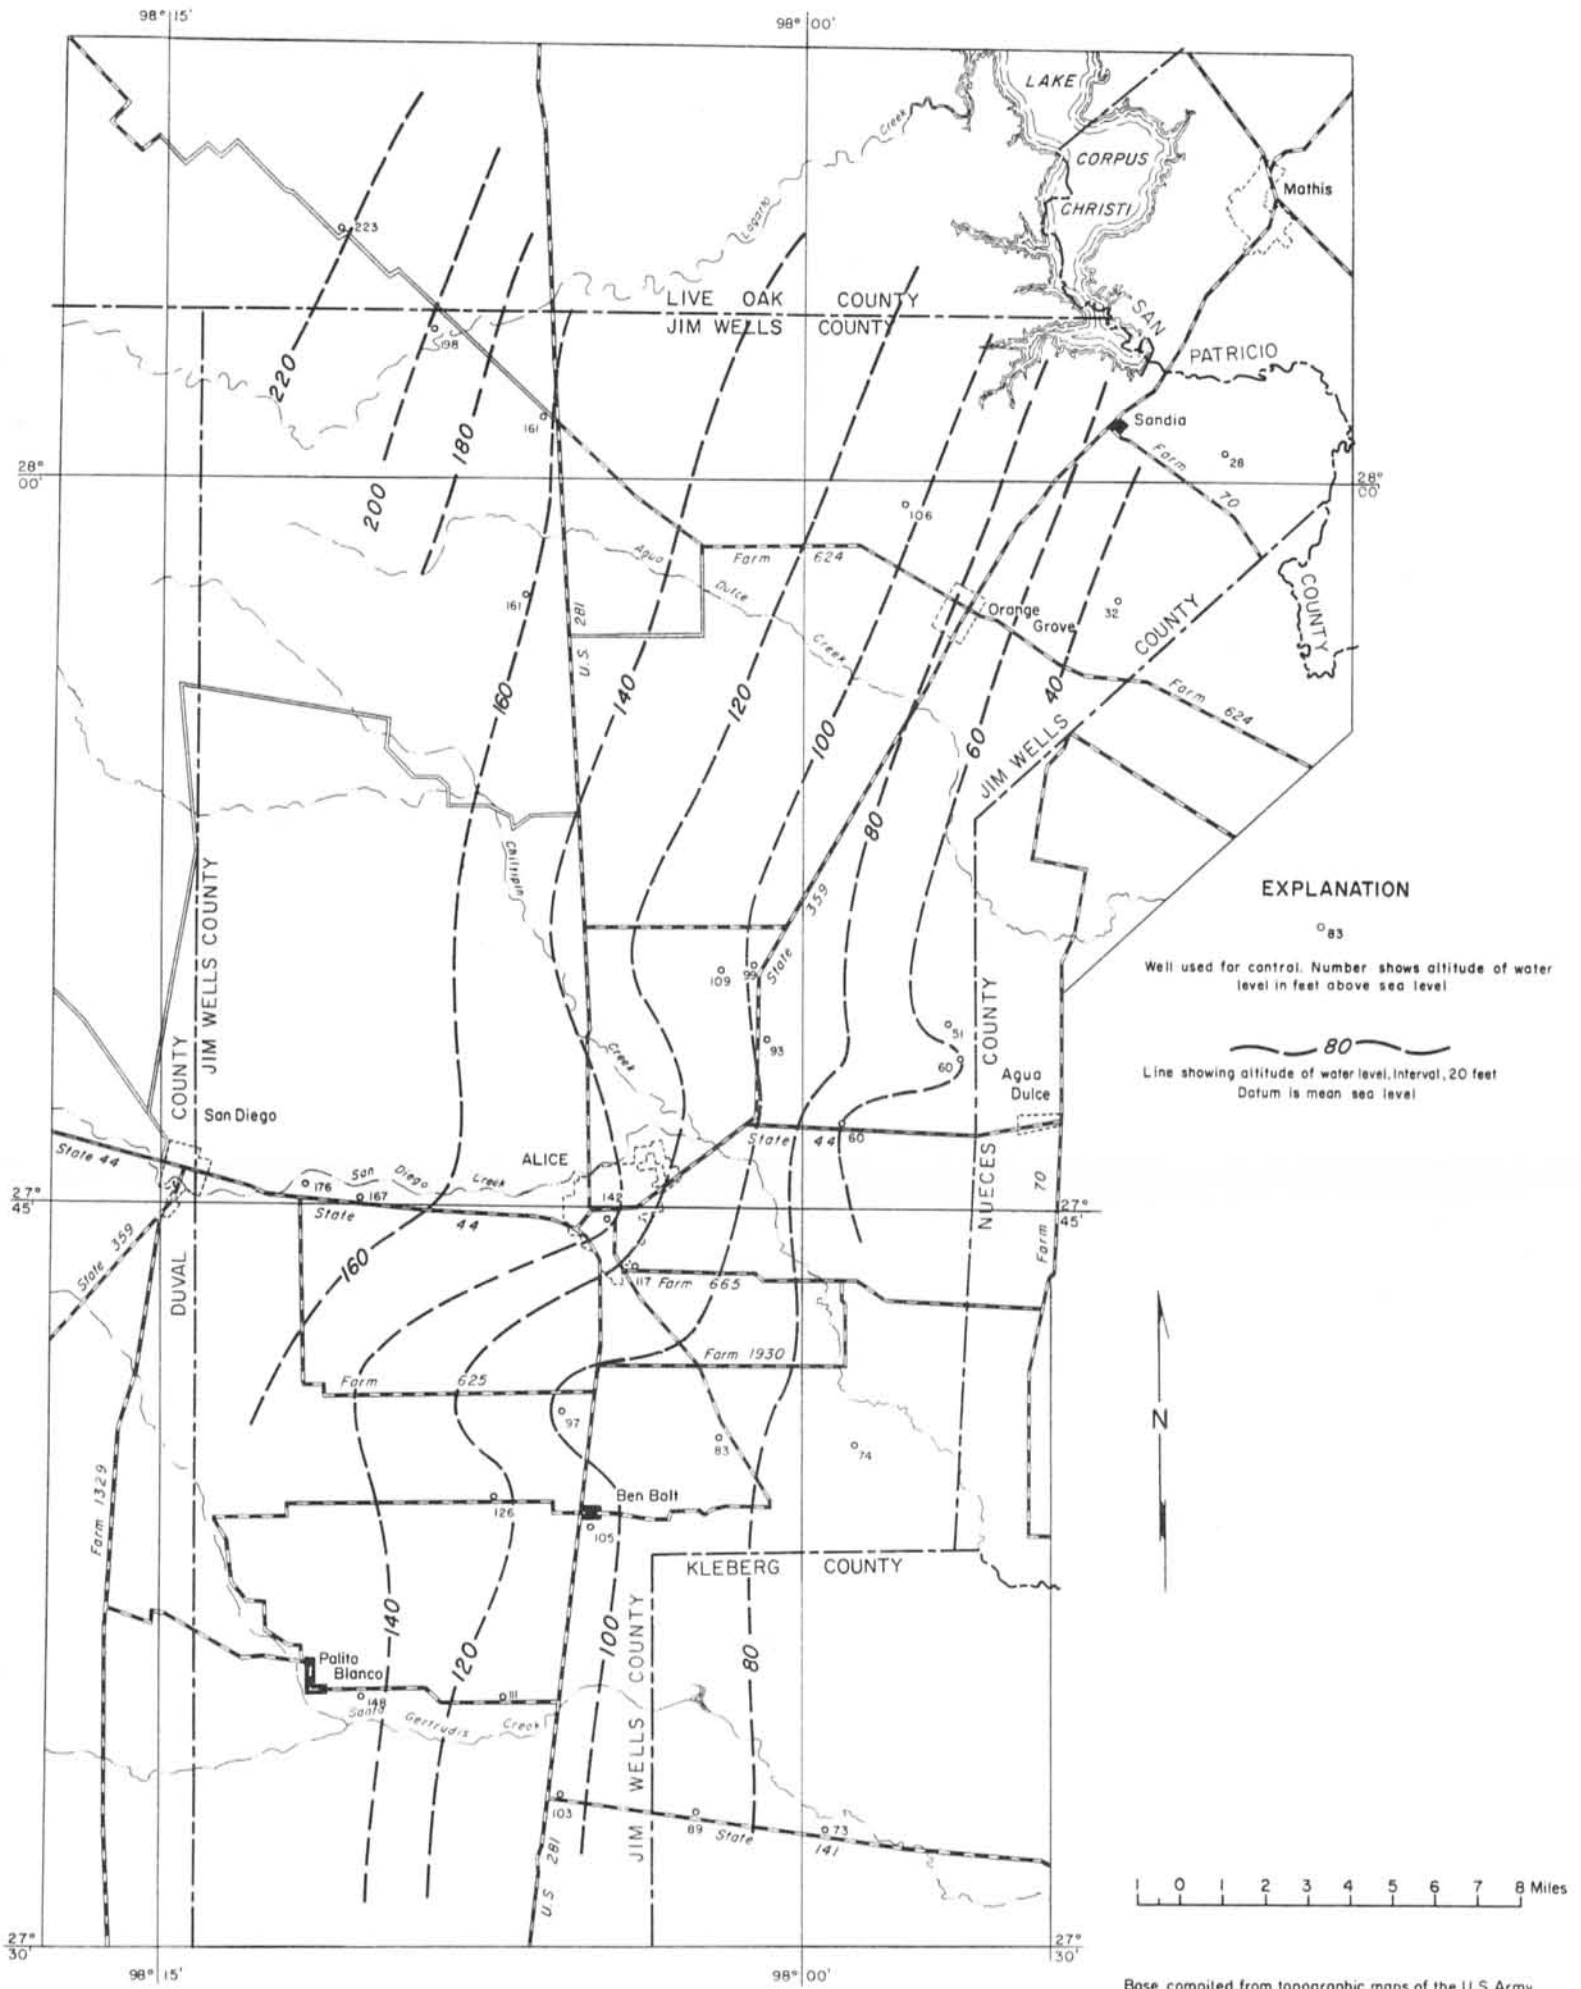 98° 15'
98° 00'
LAKE
CORPUS
CHRISTI
Mathis
Creek
Lagarto
223
LIVE OAK COUNTY
JIM WELLS COUNTY
SAN
PATRICIO
COUNTY
198
220
161
180
200
Sandia
28
Farm 70
28° 00'
28° 00'
106
Agua
Dulce
Creek
Farm 624
161
U.S. 281
Orange
Grove
32
JIM WELLS COUNTY
Farm 624
160
140
120
100
80
60
40
Chiltipin
Creek
State 359
JIM WELLS COUNTY
DUVAL COUNTY
EXPLANATION
83
Well used for control. Number shows altitude of water
level in feet above sea level
80
Line showing altitude of water level. Interval, 20 feet
Datum is mean sea level
109
99
93
51
60
NUECES COUNTY
Agua
Dulce
San Diego
State 44
State 44
60
ALICE
San Diego Creek
176
167
142
27° 45'
27° 45'
State 44
State 359
160
117
Farm 665
Farm 70
Farm 1930
Farm 625
97
83
74
N
Farm 1329
126
Ben Bolt
105
KLEBERG COUNTY
JIM WELLS COUNTY
140
120
100
80
Palito
Blanco
148
111
Santa Gertrudis Creek
103
89
State 141
73
U.S. 281
1 0 1 2 3 4 5 6 7 8 Miles
27° 30'
27° 30'
98° 15'
98° 00'
Base compiled from topographic maps of the U.S. Army